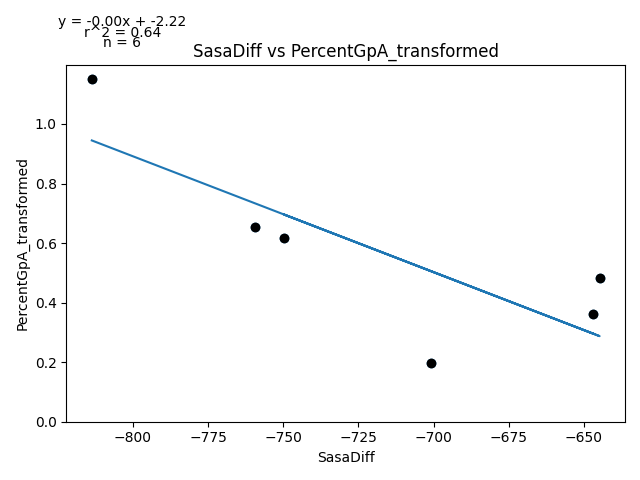 y = -0.00x + -2.22
r^2 = 0.64
n = 6
SasaDiff vs PercentGpA_transformed
PercentGpA_transformed
1.0
0.8
0.6
0.4
0.2
0.0
−800 −775 −750 −725 −700 −675 −650
SasaDiff